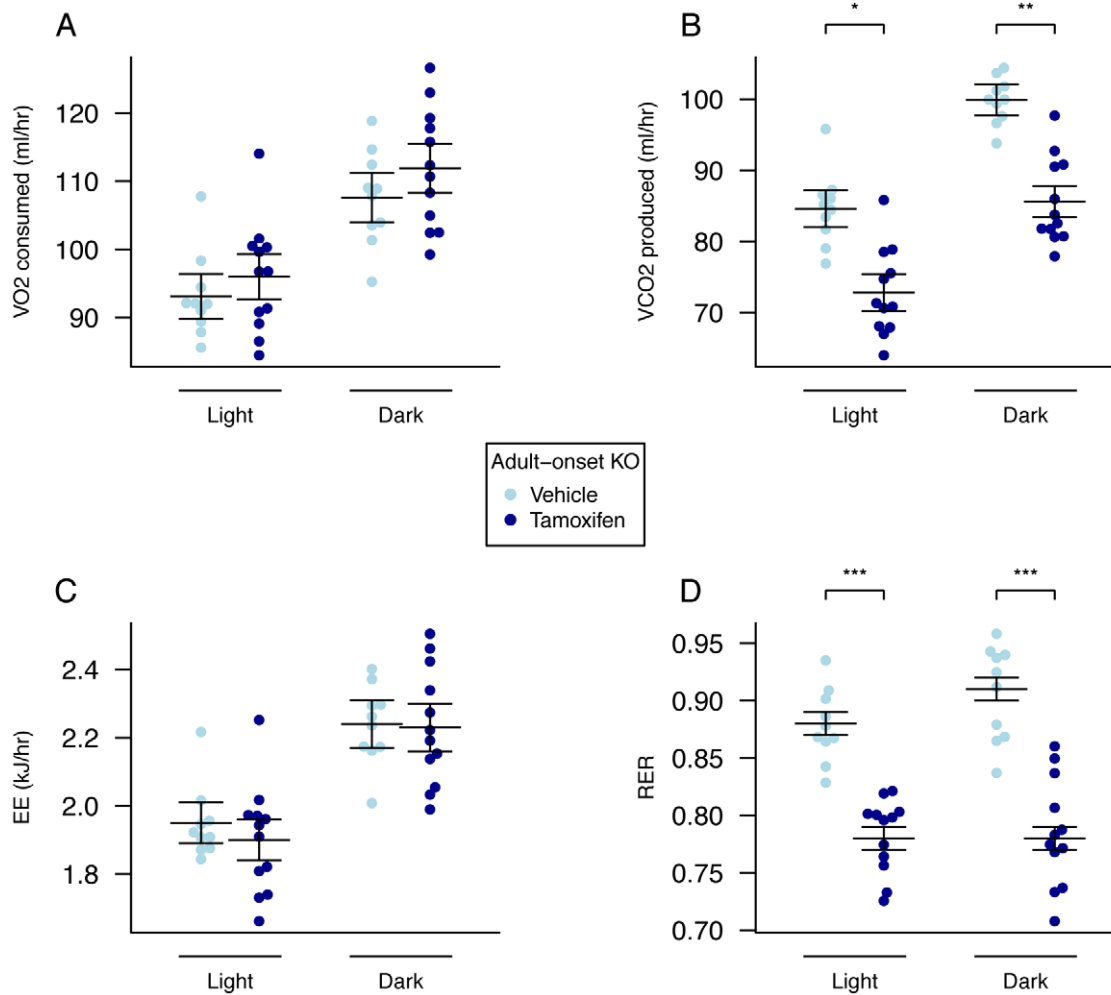 A
VO2 consumed (ml/hr)
120
110
100
90
Light
Dark
B
* **
VCO2 produced (ml/hr)
100
90
80
70
Light
Dark
Adult−onset KO
Vehicle
Tamoxifen
C
EE (kJ/hr)
2.4
2.2
2.0
1.8
Light
Dark
D
*** ***
RER
0.95
0.90
0.85
0.80
0.75
0.70
Light
Dark